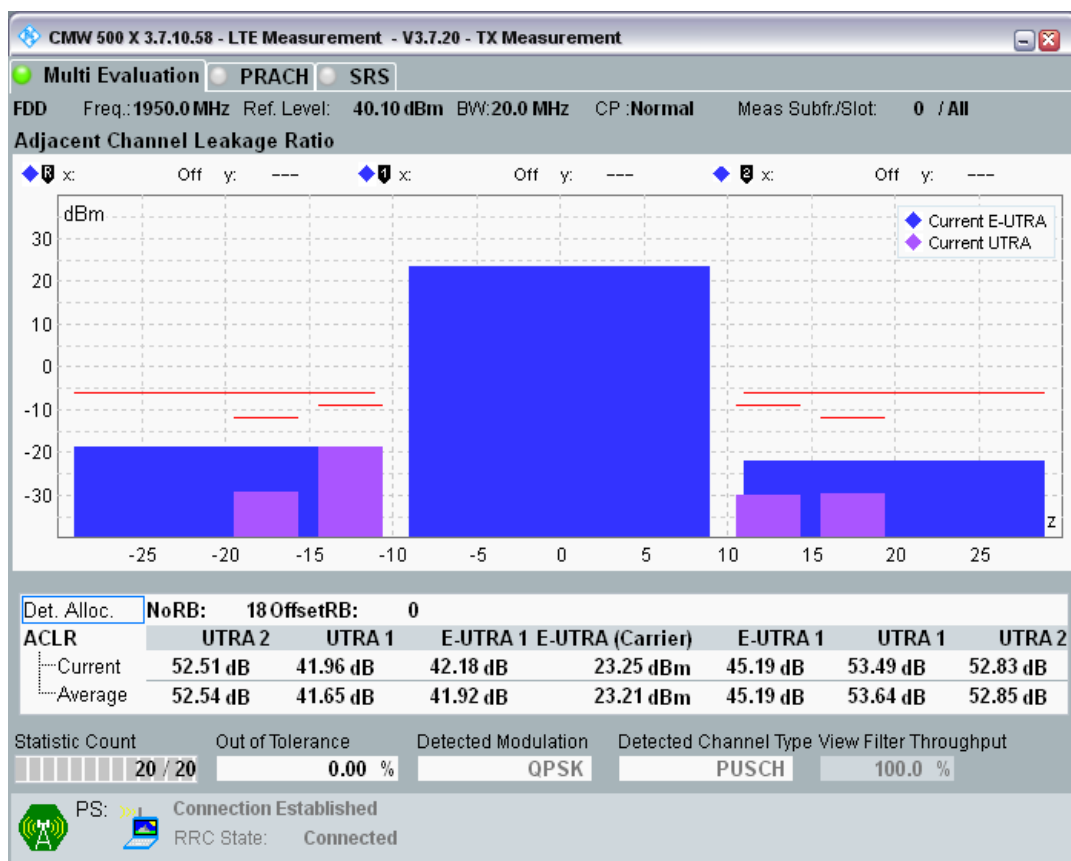 CMW 500 X 3.7.10.58 - LTE Measurement - V3.7.20 - TX Measurement
Multi Evaluation PRACH SRS
FDD Freq.: 1950.0 MHz Ref. Level: 40.10 dBm BW: 20.0 MHz CP : Normal Meas Subfr./Slot: 0 / All
Adjacent Channel Leakage Ratio
R x: Off y: --- 1 x: Off y: --- 2 x: Off y: ---
dBm
Current E-UTRA
Current UTRA
30
20
10
0
-10
-20
-30
z
-25 -20 -15 -10 -5 0 5 10 15 20 25
Det. Alloc. NoRB: 18 OffsetRB: 0
ACLR UTRA 2 UTRA 1 E-UTRA 1 E-UTRA (Carrier) E-UTRA 1 UTRA 1 UTRA 2
Current 52.51 dB 41.96 dB 42.18 dB 23.25 dBm 45.19 dB 53.49 dB 52.83 dB
Average 52.54 dB 41.65 dB 41.92 dB 23.21 dBm 45.19 dB 53.64 dB 52.85 dB
Statistic Count Out of Tolerance Detected Modulation Detected Channel Type View Filter Throughput
20 / 20 0.00 % QPSK PUSCH 100.0 %
PS: Connection Established
RRC State: Connected